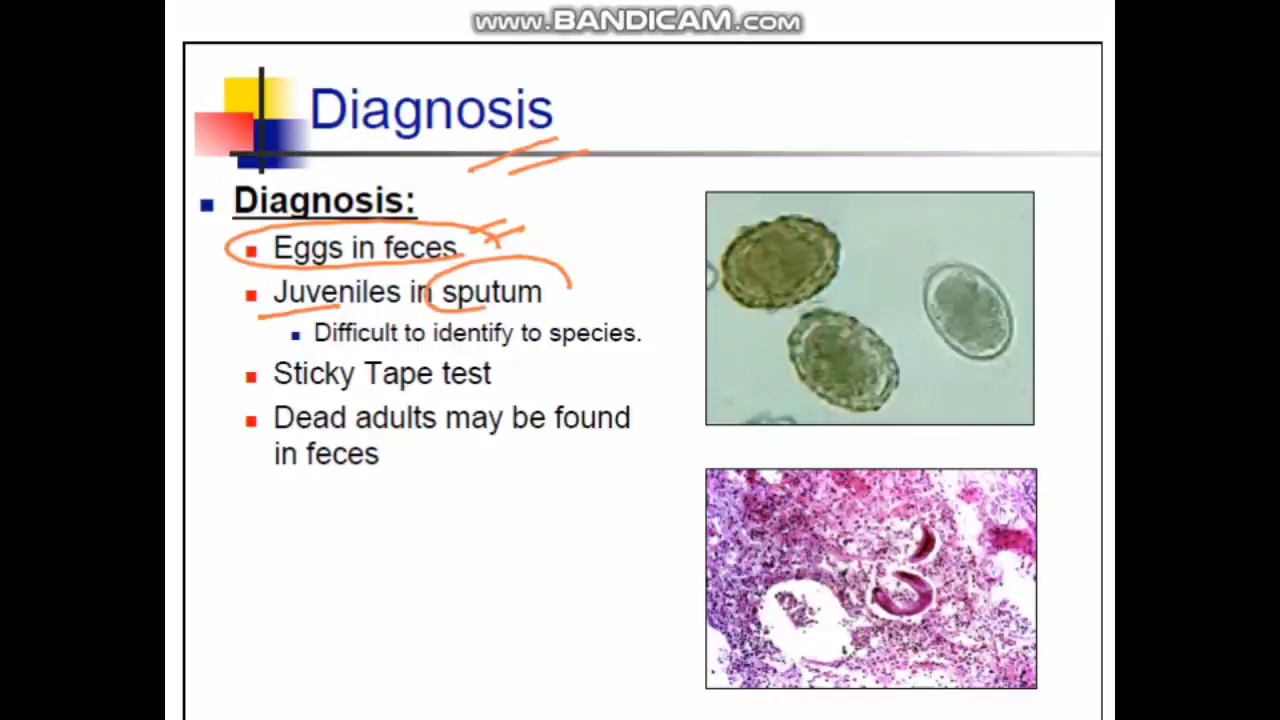 www.BANDICAM.com
Diagnosis
Diagnosis:
Eggs in feces
Juveniles in sputum
Difficult to identify to species.
Sticky Tape test
Dead adults may be found
in feces